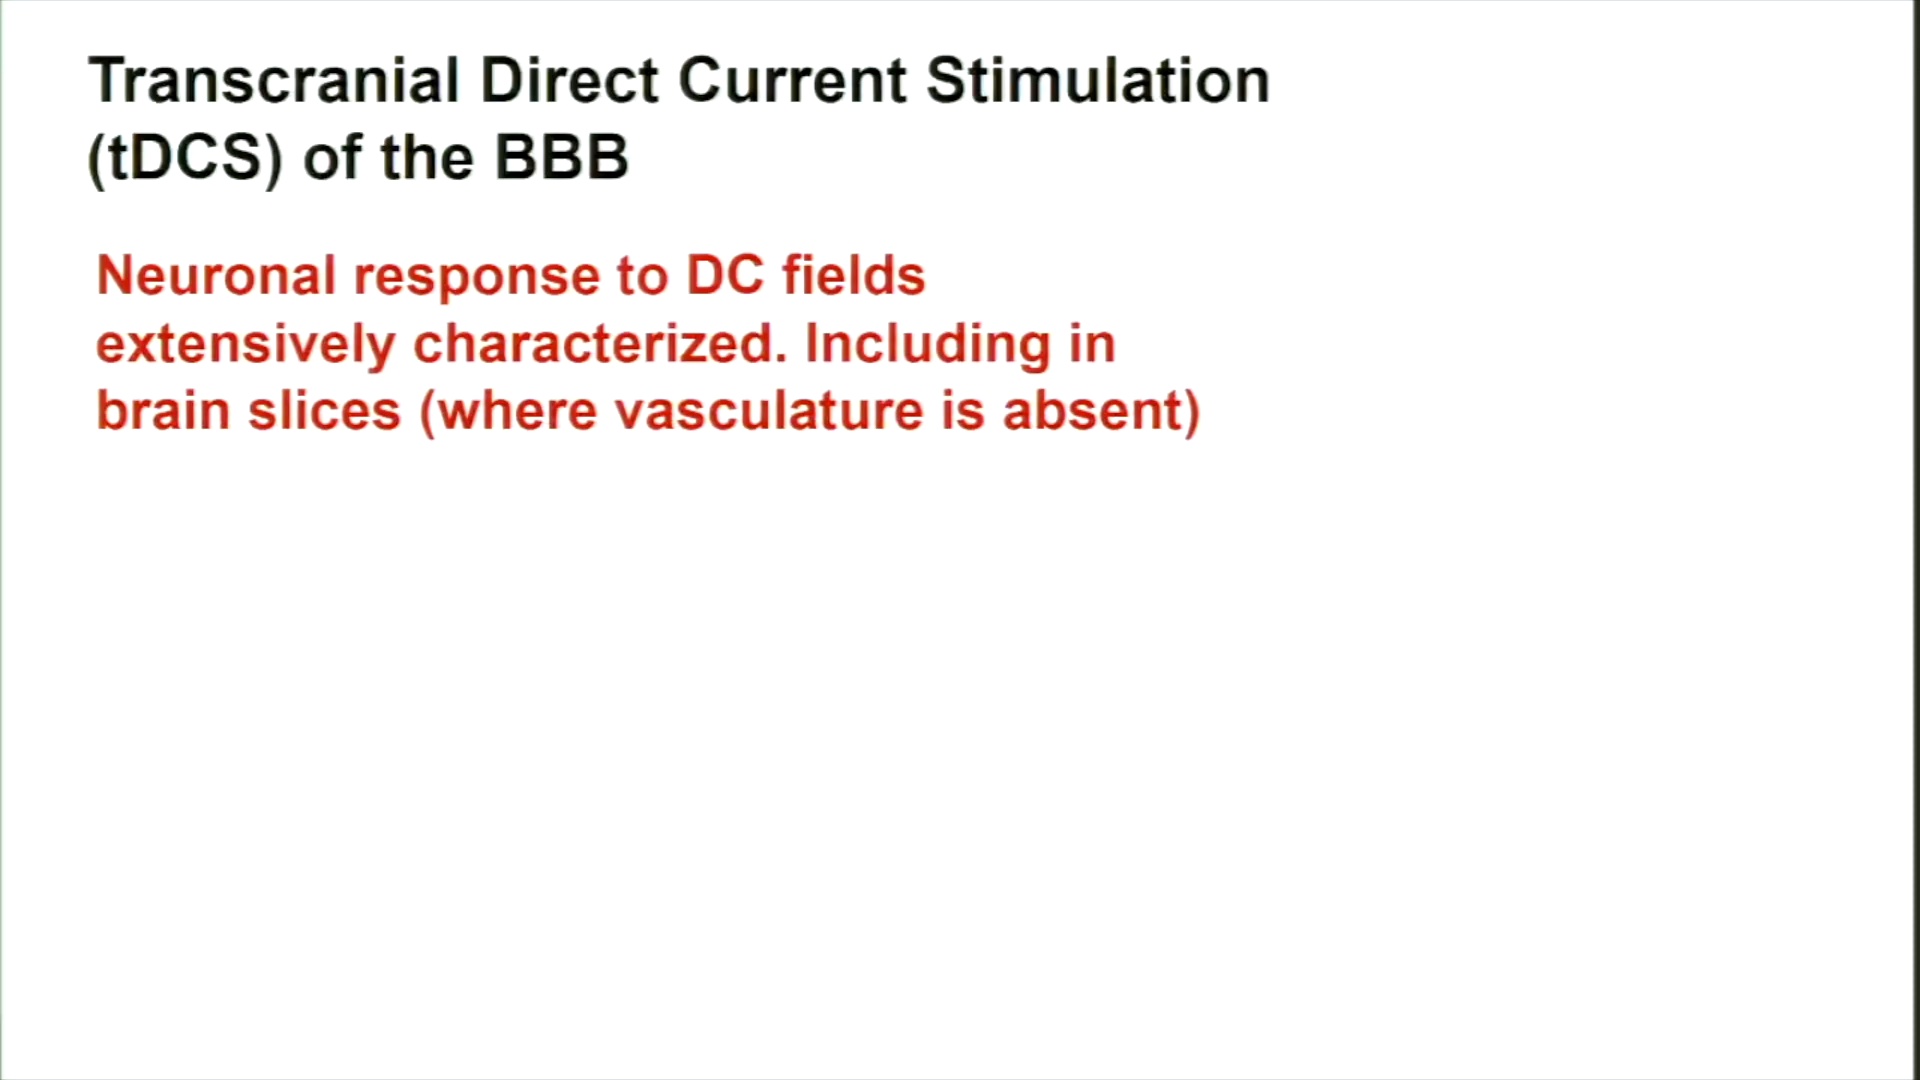 Transcranial Direct Current Stimulation
(tDCS) of the BBB
Neuronal response to DC fields
extensively characterized. Including in
brain slices (where vasculature is absent)